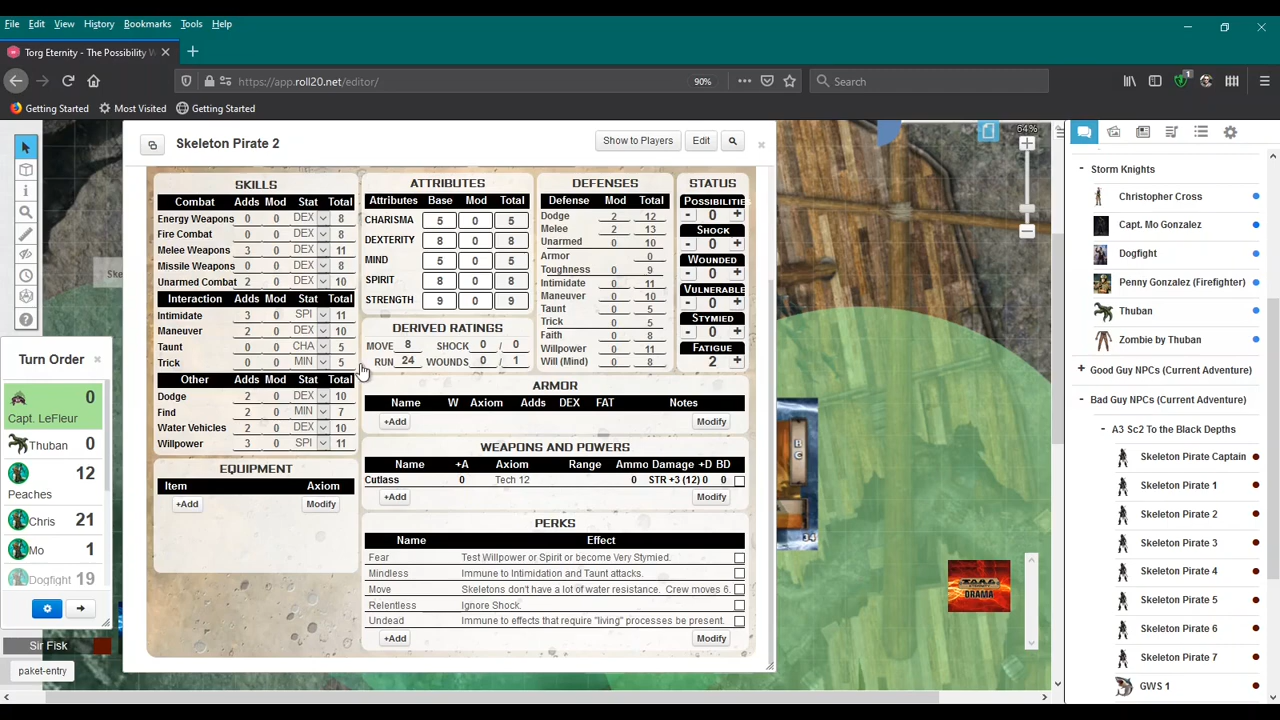 File Edit View History Bookmarks Tools Help
Torg Eternity - The Possibility W
https://app.roll20.net/editor/ 90% Search
Getting Started Most Visited Getting Started
Skeleton Pirate 2 Show to Players Edit
64%
SKILLS
Combat Adds Mod Stat Total
Energy Weapons 0 0 DEX 8
Fire Combat 0 0 DEX 8
Melee Weapons 3 0 DEX 11
Missile Weapons 0 0 DEX 8
Unarmed Combat 2 0 DEX 10
Interaction Adds Mod Stat Total
Intimidate 3 0 SPI 11
Maneuver 2 0 DEX 10
Taunt 0 0 CHA 5
Trick 0 0 MIN 5
Other Adds Mod Stat Total
Dodge 2 0 DEX 10
Find 2 0 MIN 7
Water Vehicles 2 0 DEX 10
Willpower 3 0 SPI 11
EQUIPMENT
Item Axiom
+Add Modify
ATTRIBUTES
Attributes Base Mod Total
CHARISMA 5 0 5
DEXTERITY 8 0 8
MIND 5 0 5
SPIRIT 8 0 8
STRENGTH 9 0 9
DERIVED RATINGS
MOVE 8 SHOCK 0 / 0
RUN 24 WOUNDS 0 / 1
DEFENSES
Defense Mod Total
Dodge 2 12
Melee 2 13
Unarmed 0 10
Armor 0
Toughness 0 9
Intimidate 0 11
Maneuver 0 10
Taunt 0 5
Trick 0 5
Faith 0 8
Willpower 0 11
Will (Mind) 0 8
STATUS
POSSIBILITIES
- 0 +
SHOCK
- 0 +
WOUNDED
- 0 +
VULNERABLE
- 0 +
STYMIED
- 0 +
FATIGUE
2 +
ARMOR
Name W Axiom Adds DEX FAT Notes
+Add Modify
WEAPONS AND POWERS
Name +A Axiom Range Ammo Damage +D BD
Cutlass 0 Tech 12 0 STR +3 (12) 0 0
+Add Modify
PERKS
Name Effect
Fear Test Willpower or Spirit or become Very Stymied.
Mindless Immune to Intimidation and Taunt attacks.
Move Skeletons don't have a lot of water resistance. Crew moves 6.
Relentless Ignore Shock.
Undead Immune to effects that require "living" processes be present.
+Add Modify
Turn Order
0
Capt. LeFleur
Thuban 0
12
Peaches
Chris 21
Mo 1
Dogfight 19
Sir Fisk
paket-entry
Storm Knights
Christopher Cross
Capt. Mo Gonzalez
Dogfight
Penny Gonzalez (Firefighter)
Thuban
Zombie by Thuban
Good Guy NPCs (Current Adventure)
Bad Guy NPCs (Current Adventure)
A3 Sc2 To the Black Depths
Skeleton Pirate Captain
Skeleton Pirate 1
Skeleton Pirate 2
Skeleton Pirate 3
Skeleton Pirate 4
Skeleton Pirate 5
Skeleton Pirate 6
Skeleton Pirate 7
GWS 1
DRAMA